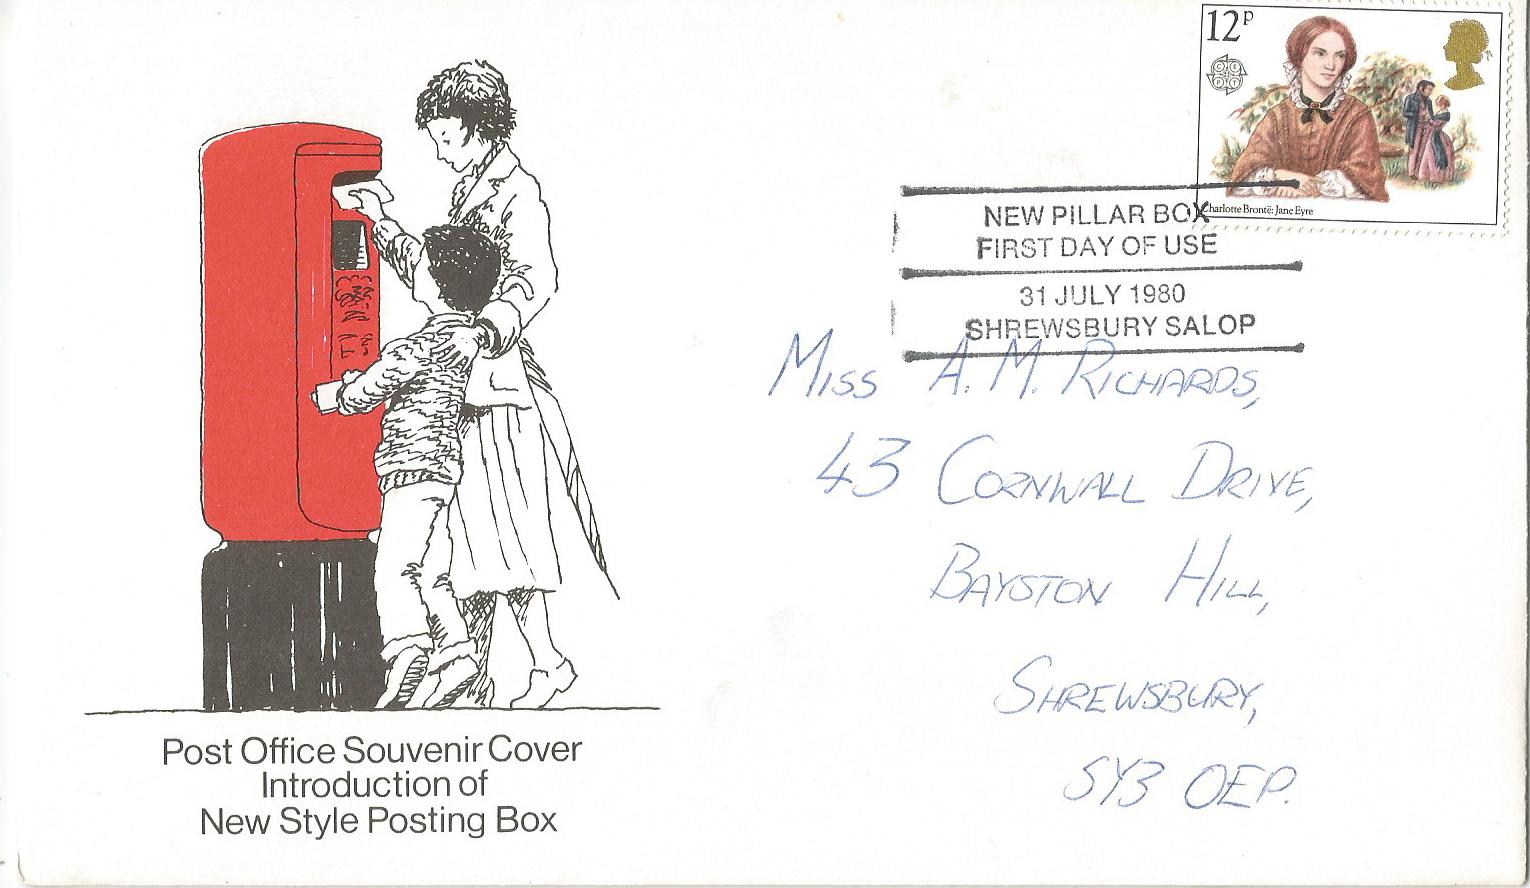 12p
Charlotte Brontë: Jane Eyre
NEW PILLAR BOX
FIRST DAY OF USE
31 JULY 1980
SHREWSBURY SALOP
MISS A. M. RICHARDS,
43 CORNWALL DRIVE,
BAYSTON HILL,
SHREWSBURY,
SY3 OEP.
Post Office Souvenir Cover
Introduction of
New Style Posting Box